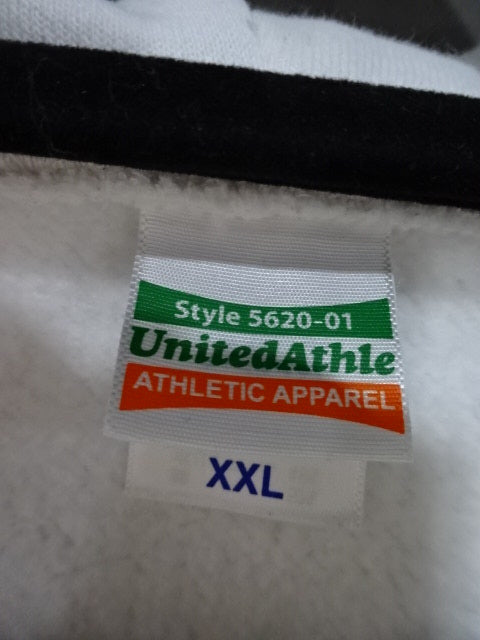 Style 5620-01
UnitedAthle
ATHLETIC APPAREL
XXL